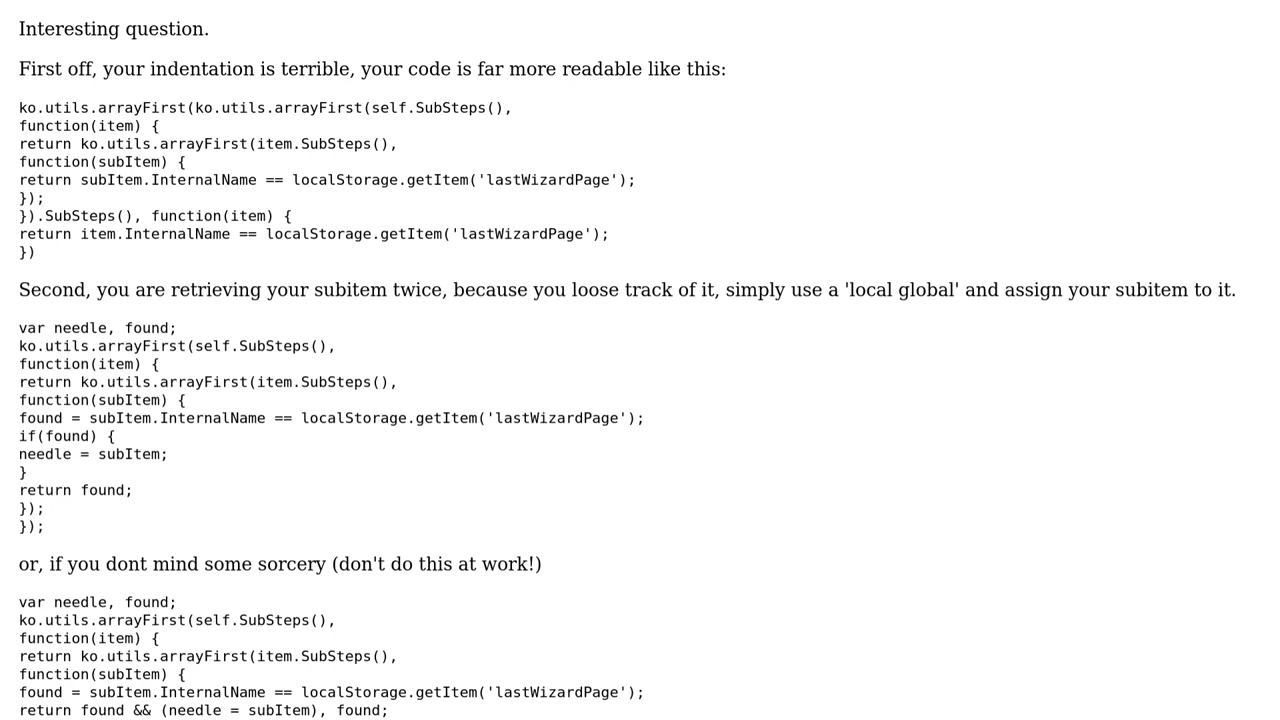 Interesting question.
First off, your indentation is terrible, your code is far more readable like this:
ko.utils.arrayFirst(ko.utils.arrayFirst(self.SubSteps(),
function(item) {
return ko.utils.arrayFirst(item.SubSteps(),
function(subItem) {
return subItem.InternalName == localStorage.getItem('lastWizardPage');
});
}).SubSteps(), function(item) {
return item.InternalName == localStorage.getItem('lastWizardPage');
})
Second, you are retrieving your subitem twice, because you loose track of it, simply use a 'local global' and assign your subitem to it.
var needle, found;
ko.utils.arrayFirst(self.SubSteps(),
function(item) {
return ko.utils.arrayFirst(item.SubSteps(),
function(subItem) {
found = subItem.InternalName == localStorage.getItem('lastWizardPage');
if(found) {
needle = subItem;
}
return found;
});
});
or, if you dont mind some sorcery (don't do this at work!)
var needle, found;
ko.utils.arrayFirst(self.SubSteps(),
function(item) {
return ko.utils.arrayFirst(item.SubSteps(),
function(subItem) {
found = subItem.InternalName == localStorage.getItem('lastWizardPage');
return found && (needle = subItem), found;